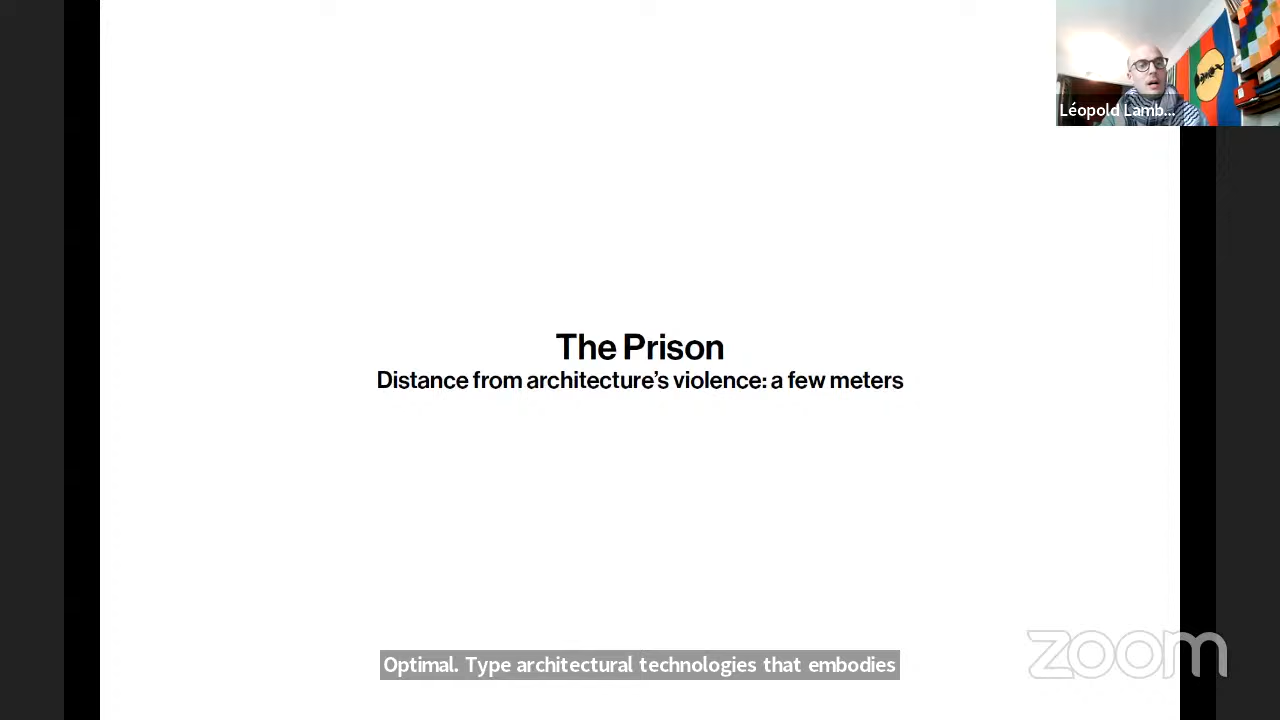 Léopold Lamb...
The Prison
Distance from architecture's violence: a few meters
Optimal. Type architectural technologies that embodies
zoom